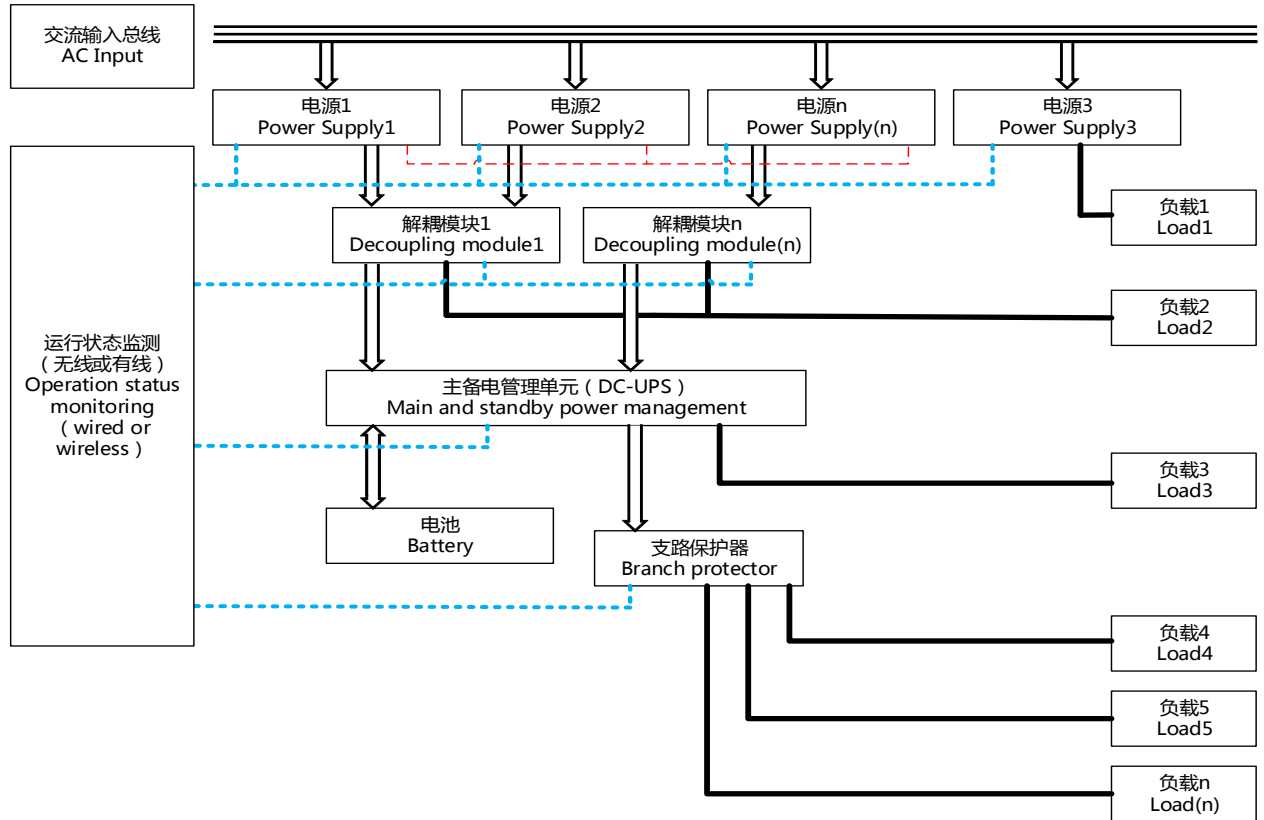 交流输入总线
AC Input
电源1
Power Supply1
电源2
Power Supply2
电源n
Power Supply(n)
电源3
Power Supply3
负载1
Load1
解耦模块1
Decoupling module1
解耦模块n
Decoupling module(n)
负载2
Load2
运行状态监测
（无线或有线）
Operation status
monitoring
（wired or
wireless）
主备电管理单元（DC-UPS）
Main and standby power management
负载3
Load3
电池
Battery
支路保护器
Branch protector
负载4
Load4
负载5
Load5
负载n
Load(n)